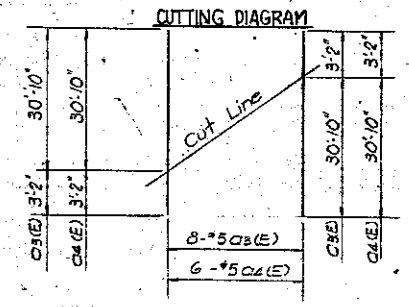 CUTTING DIAGRAM
30'-10"
30'-10"
3'-2"
3'-2"
Cut Line
3'-2"
3'-2"
30'-10"
30'-10"
a3(E)
a4(E)
a3(E)
a4(E)
8-#5 a3(E)
6-#5 a4(E)